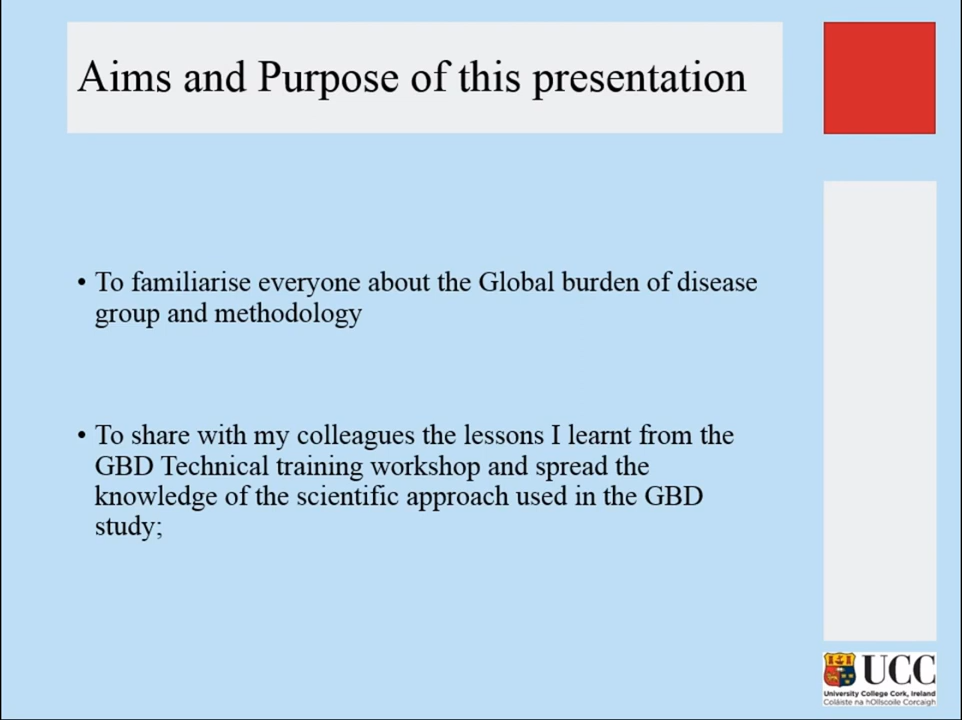 Aims and Purpose of this presentation
• To familiarise everyone about the Global burden of disease
group and methodology
• To share with my colleagues the lessons I learnt from the
GBD Technical training workshop and spread the
knowledge of the scientific approach used in the GBD
study;
UCC
University College Cork, Ireland
Coláiste na hOllscoile Corcaigh